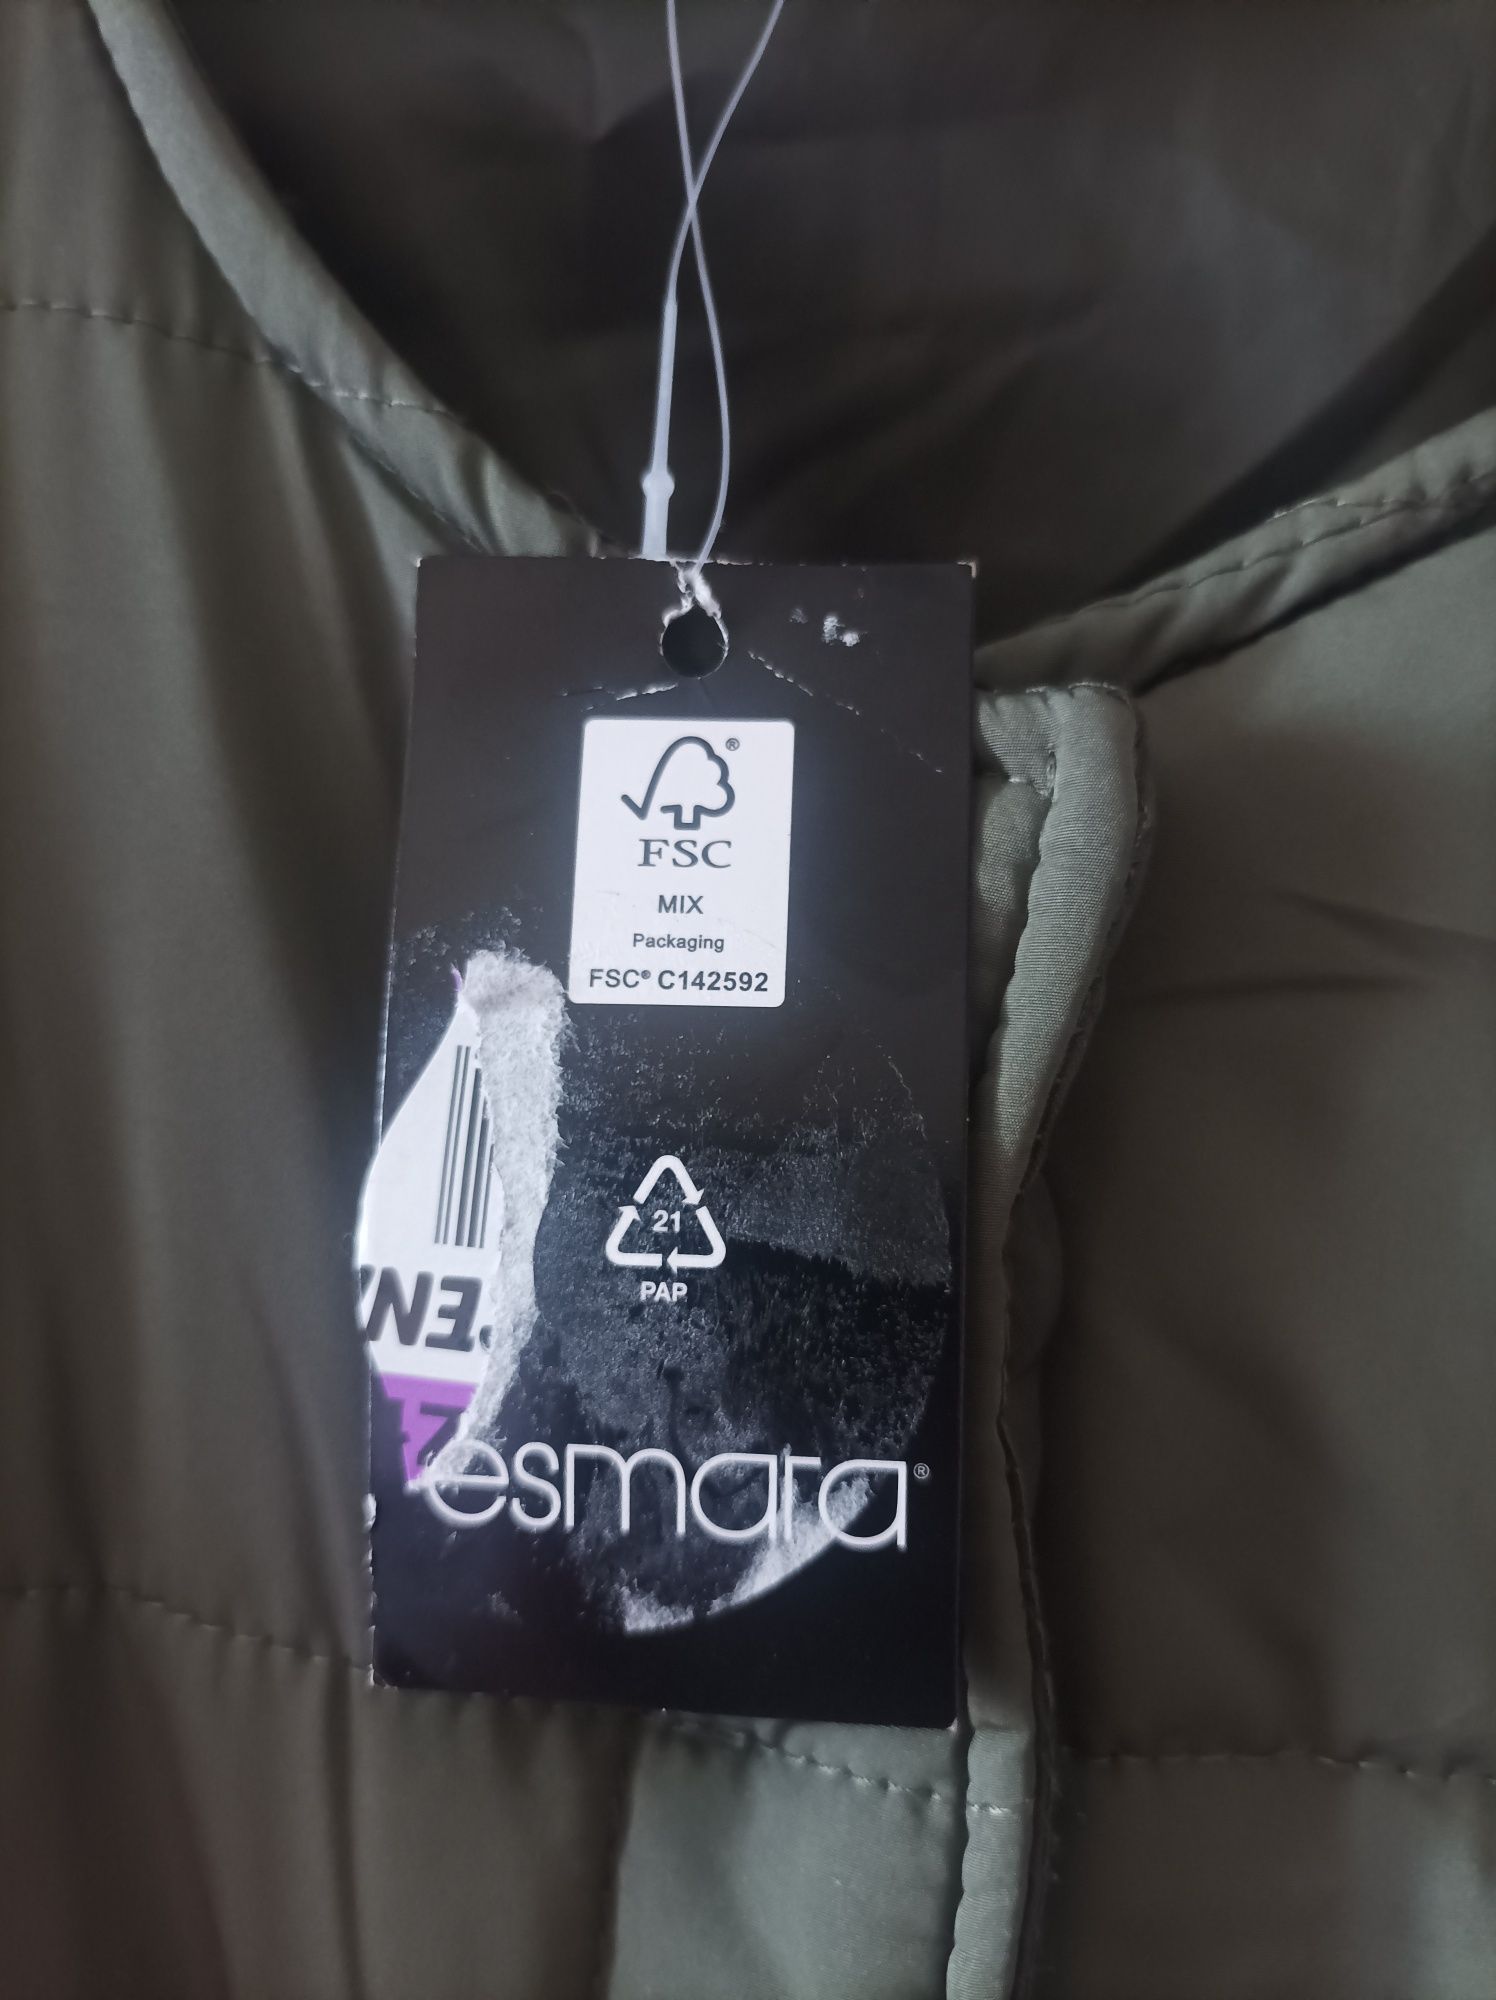 FSC®
MIX
Packaging
FSC® C142592
21
PAP
esmara®